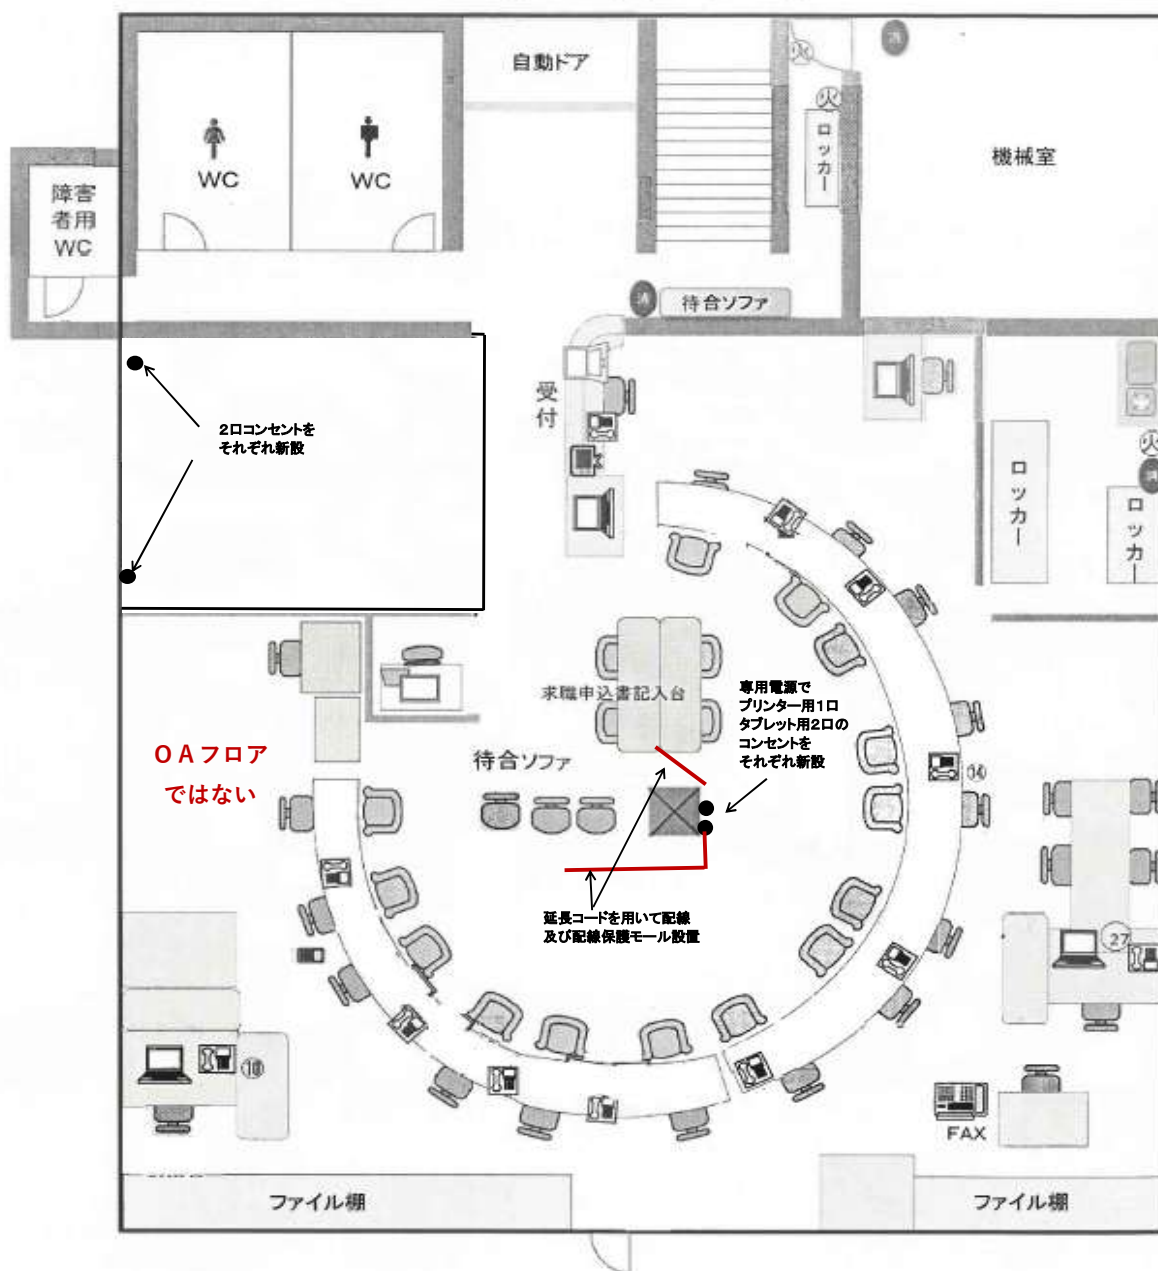 自動ドア
WC
WC
障害
者用
WC
火
火
ロッカー
機械室
消
消
待合ソファ
受付
2口コンセントを
それぞれ新設
ロッカー
火
消
ロッカー
求職申込書記入台
専用電源で
プリンター用1口
タブレット用2口の
コンセントを
それぞれ新設
OAフロア
ではない
待合ソファ
⑭
延長コードを用いて配線
及び配線保護モール設置
27
⑩
FAX
ファイル棚
ファイル棚